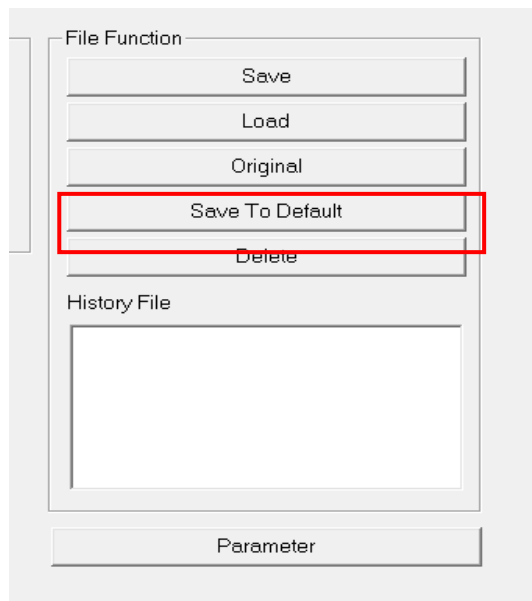 File Function
Save
Load
Original
Save To Default
Delete
History File
Parameter